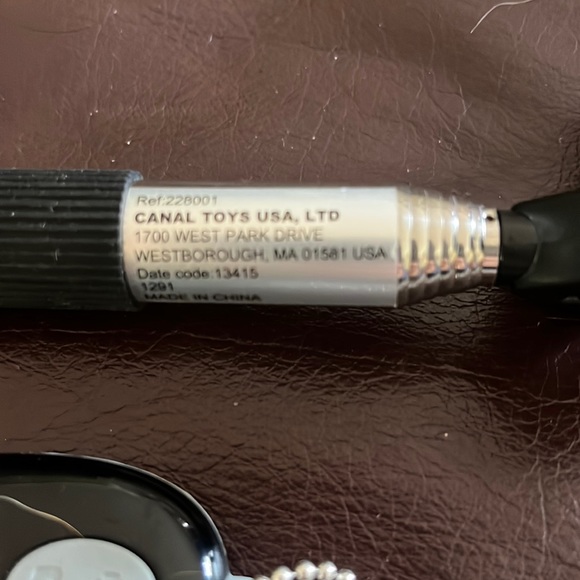 Ref:228001
CANAL TOYS USA, LTD
1700 WEST PARK DRIVE
WESTBOROUGH, MA 01581 USA
Date code:13415
1291
MADE IN CHINA